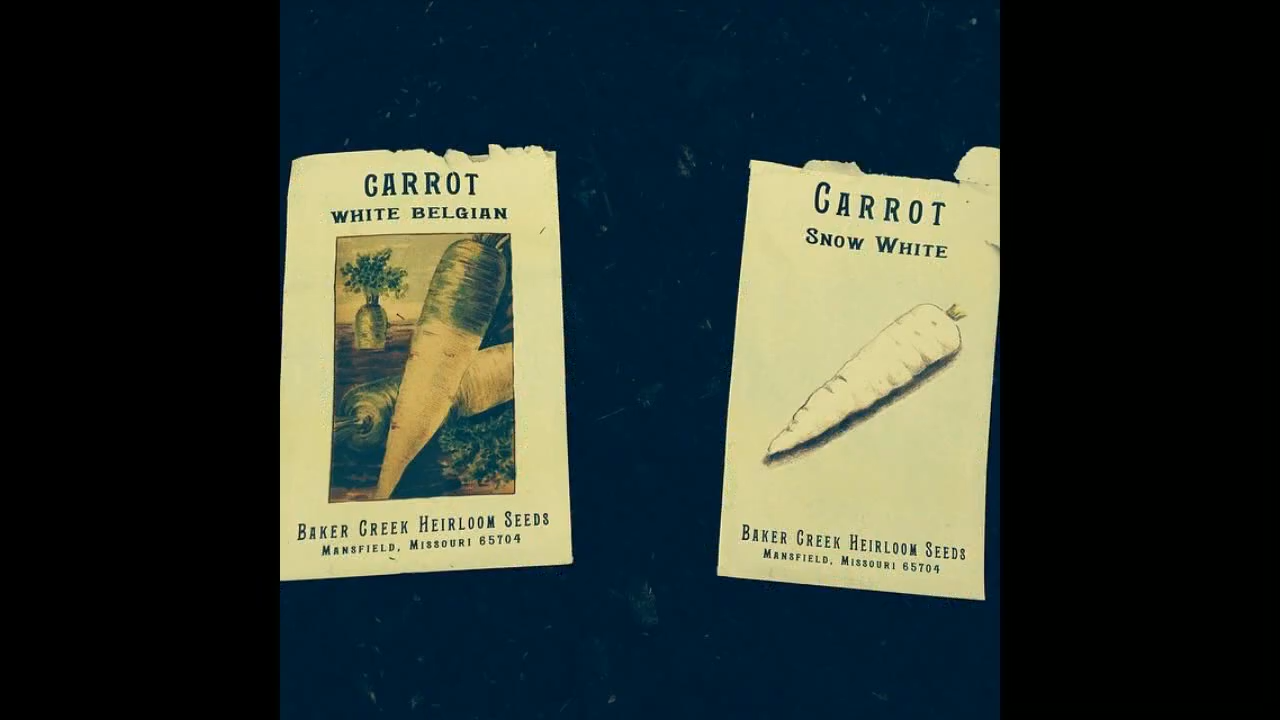 CARROT
WHITE BELGIAN
BAKER CREEK HEIRLOOM SEEDS
MANSFIELD, MISSOURI 65704
CARROT
SNOW WHITE
BAKER CREEK HEIRLOOM SEEDS
MANSFIELD, MISSOURI 65704